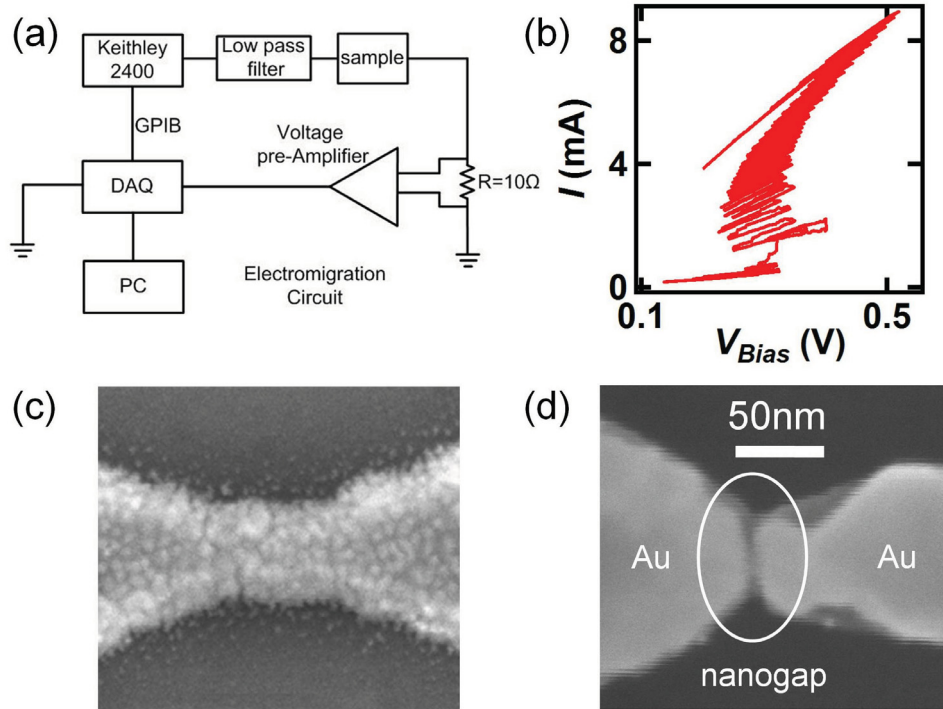 (a)
Keithley
2400
Low pass
filter
sample
GPIB
Voltage
pre-Amplifier
DAQ
R=10Ω
PC
Electromigration
Circuit
(b)
I (mA)
8
4
0
0.1
0.5
V_Bias (V)
(c)
(d)
50nm
Au
Au
nanogap